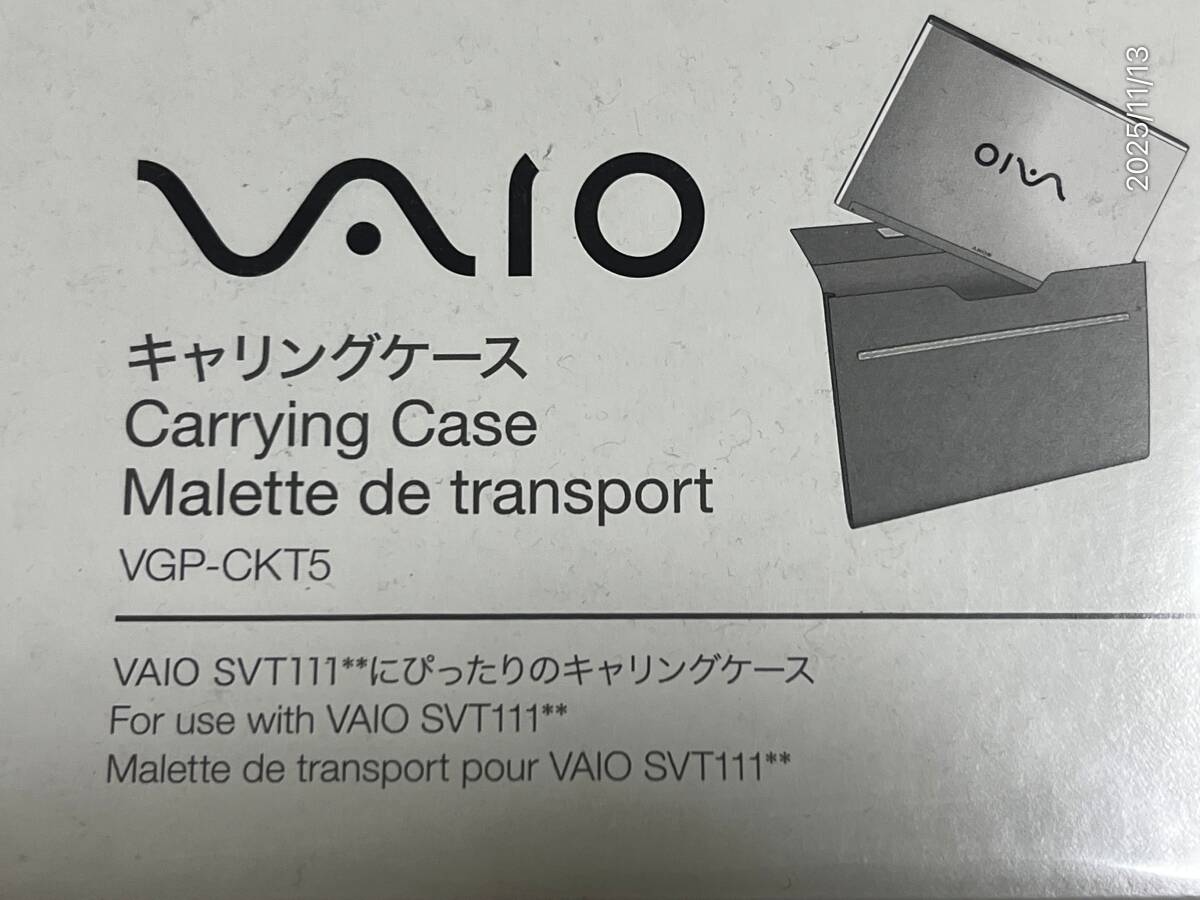 VAIO
キャリングケース
Carrying Case
Malette de transport
VGP-CKT5
VAIO SVT111**にぴったりのキャリングケース
For use with VAIO SVT111**
Malette de transport pour VAIO SVT111**
VAIO
SONY
2025/11/13